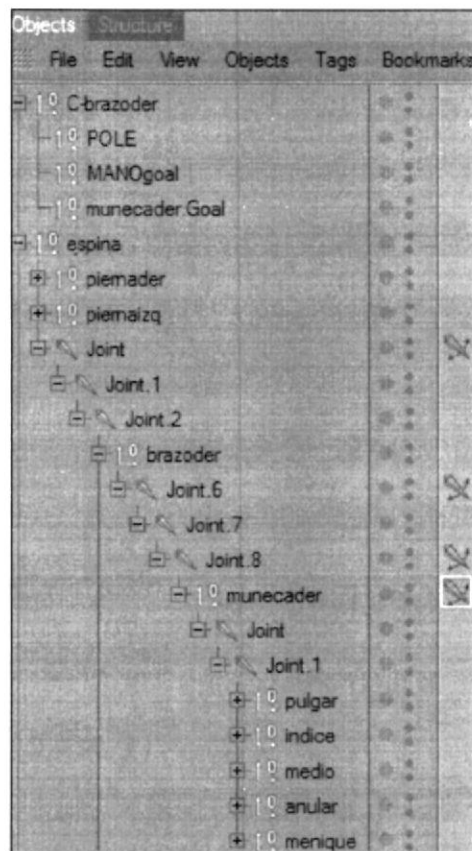 Objects Structure
File Edit View Objects Tags Bookmarks
C-brazoder
POLE
MANOgoal
munecader.Goal
espina
piernader
piernaizq
Joint
Joint.1
Joint.2
brazoder
Joint.6
Joint.7
Joint.8
munecader
Joint
Joint.1
pulgar
indice
medio
anular
menique